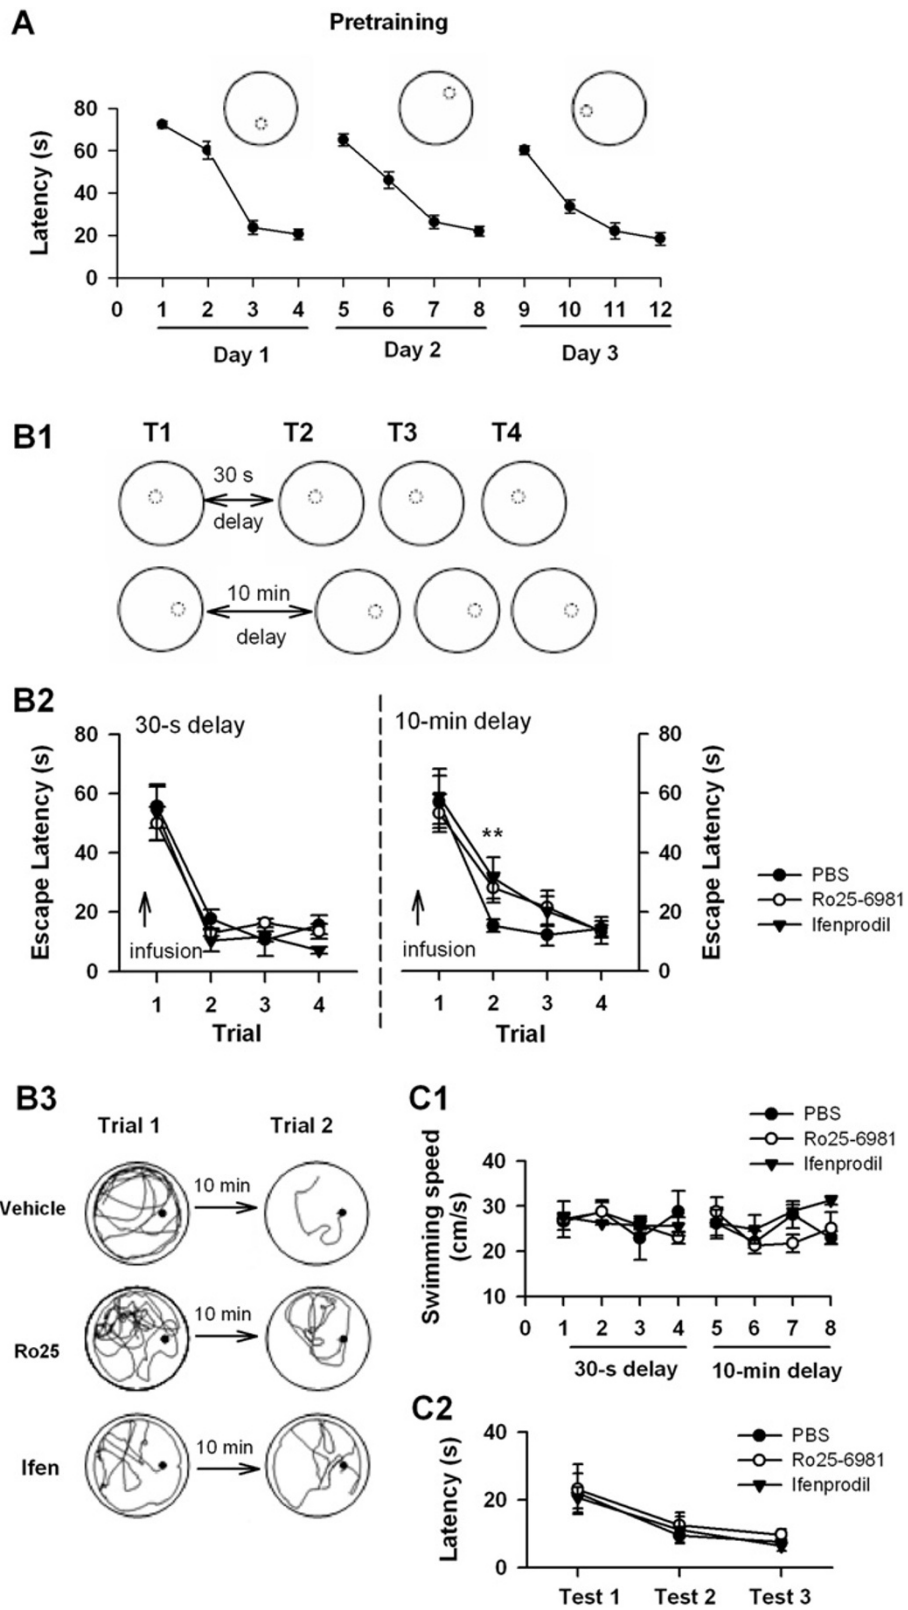 A
Pretraining
Latency (s)
80
60
40
20
0
0 1 2 3 4 5 6 7 8 9 10 11 12
Day 1 Day 2 Day 3
B1
T1 T2 T3 T4
30 s
delay
10 min
delay
B2
30-s delay
10-min delay
Escape Latency (s)
80
60
40
20
0
infusion
1 2 3 4
Trial
**
infusion
1 2 3 4
Trial
80
60
40
20
0
Escape Latency (s)
PBS
Ro25-6981
Ifenprodil
B3
Trial 1 Trial 2
Vehicle
10 min
Ro25
10 min
Ifen
10 min
C1
PBS
Ro25-6981
Ifenprodil
Swimming speed
(cm/s)
40
30
20
10
0 1 2 3 4 5 6 7 8
30-s delay 10-min delay
C2
PBS
Ro25-6981
Ifenprodil
Latency (s)
40
20
0
Test 1 Test 2 Test 3